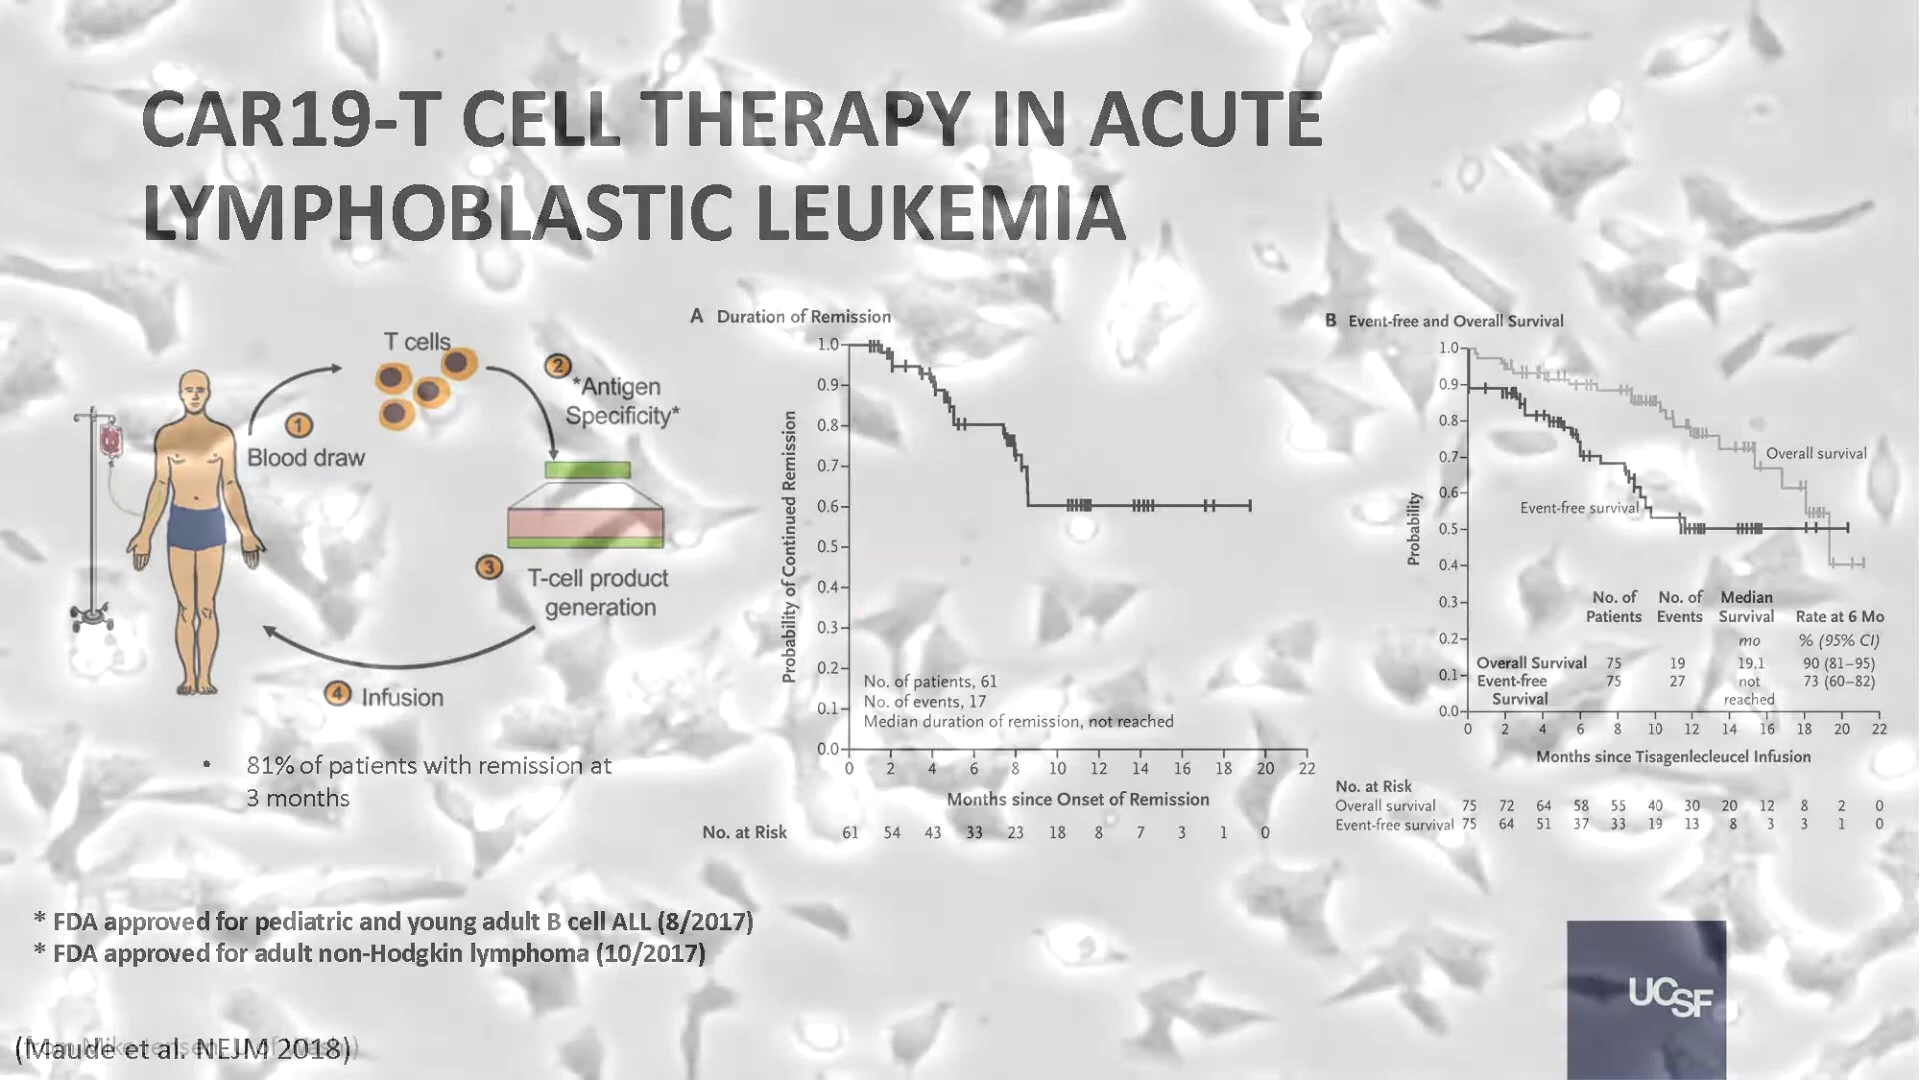 CAR19-T CELL THERAPY IN ACUTE
LYMPHOBLASTIC LEUKEMIA
T cells
1
Blood draw
2
*Antigen
Specificity*
3
T-cell product
generation
4 Infusion
• 81% of patients with remission at
3 months
A Duration of Remission
Probability of Continued Remission
1.0
0.9
0.8
0.7
0.6
0.5
0.4
0.3
0.2
0.1
0.0
No. of patients, 61
No. of events, 17
Median duration of remission, not reached
0 2 4 6 8 10 12 14 16 18 20 22
Months since Onset of Remission
No. at Risk 61 54 43 33 23 18 8 7 3 1 0
B Event-free and Overall Survival
Probability
1.0
0.9
0.8
0.7
0.6
0.5
0.4
0.3
0.2
0.1
0.0
Overall survival
Event-free survival
No. of Patients No. of Events Median Survival Rate at 6 Mo
mo % (95% CI)
Overall Survival 75 19 19.1 90 (81–95)
Event-free Survival 75 27 not reached 73 (60–82)
0 2 4 6 8 10 12 14 16 18 20 22
Months since Tisagenlecleucel Infusion
No. at Risk
Overall survival 75 72 64 58 55 40 30 20 12 8 2 0
Event-free survival 75 64 51 37 33 19 13 8 3 3 1 0
* FDA approved for pediatric and young adult B cell ALL (8/2017)
* FDA approved for adult non-Hodgkin lymphoma (10/2017)
(Maude et al. NEJM 2018)
UCSF